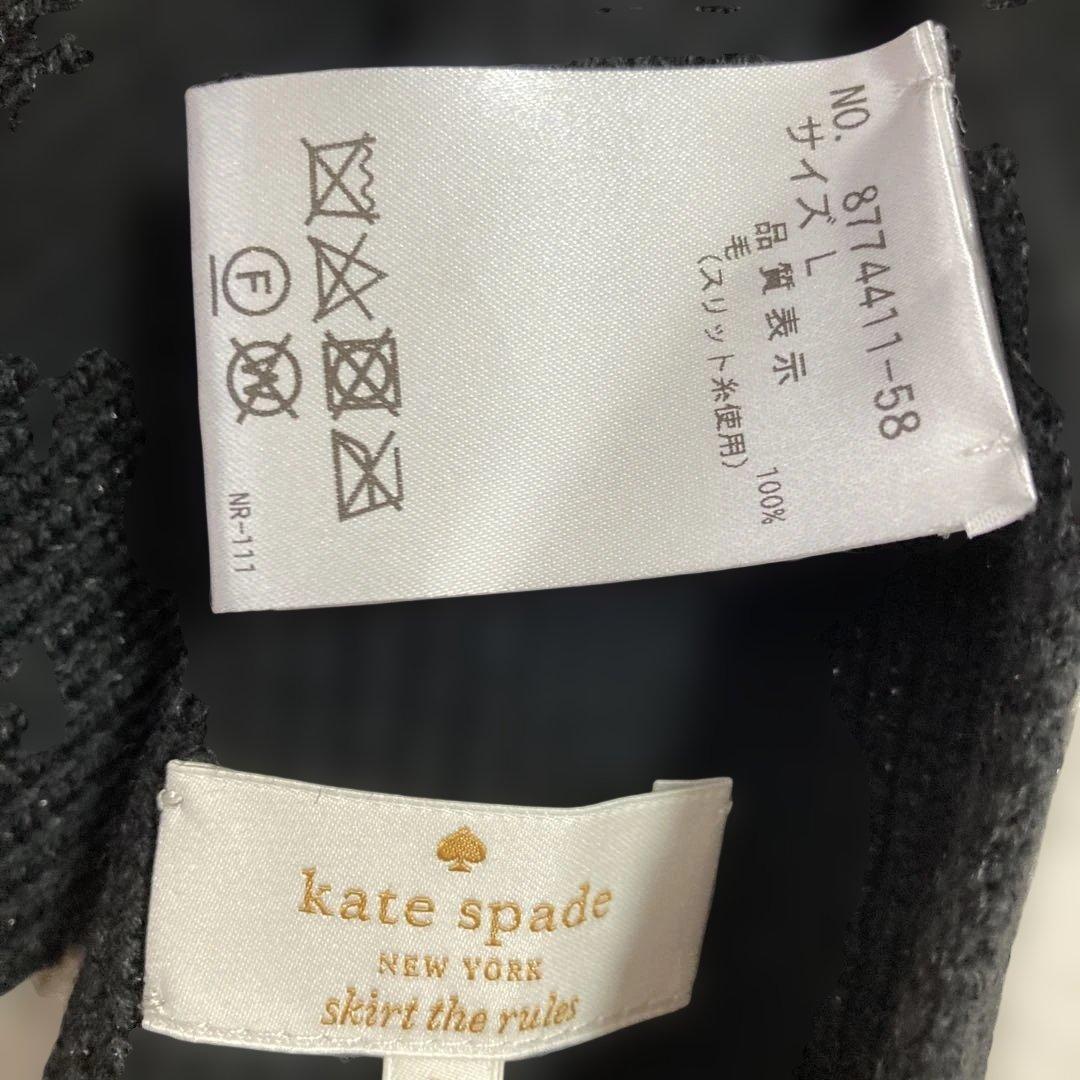 NO. 8774411-58
サイズ L
品質表示
毛 100%
(スリット糸使用)
F
W
NR-111
kate spade
NEW YORK
skirt the rules